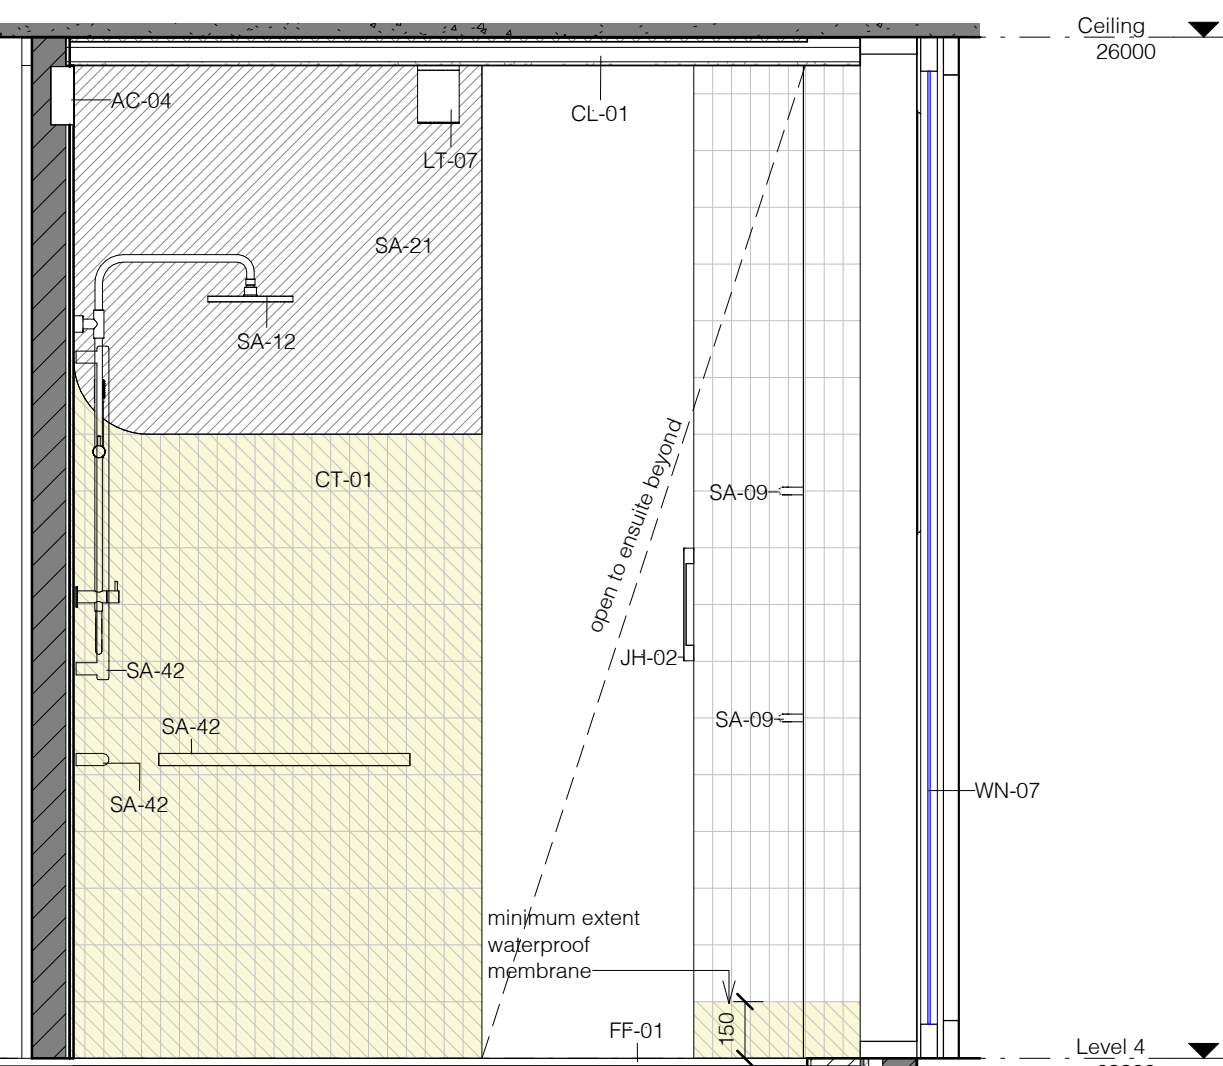 Ceiling
26000
AC-04
CL-01
LT-07
SA-21
SA-12
CT-01
open to ensuite beyond
SA-09
JH-02
SA-42
SA-09
SA-42
SA-42
WN-07
minimum extent
waterproof
membrane
150
FF-01
Level 4